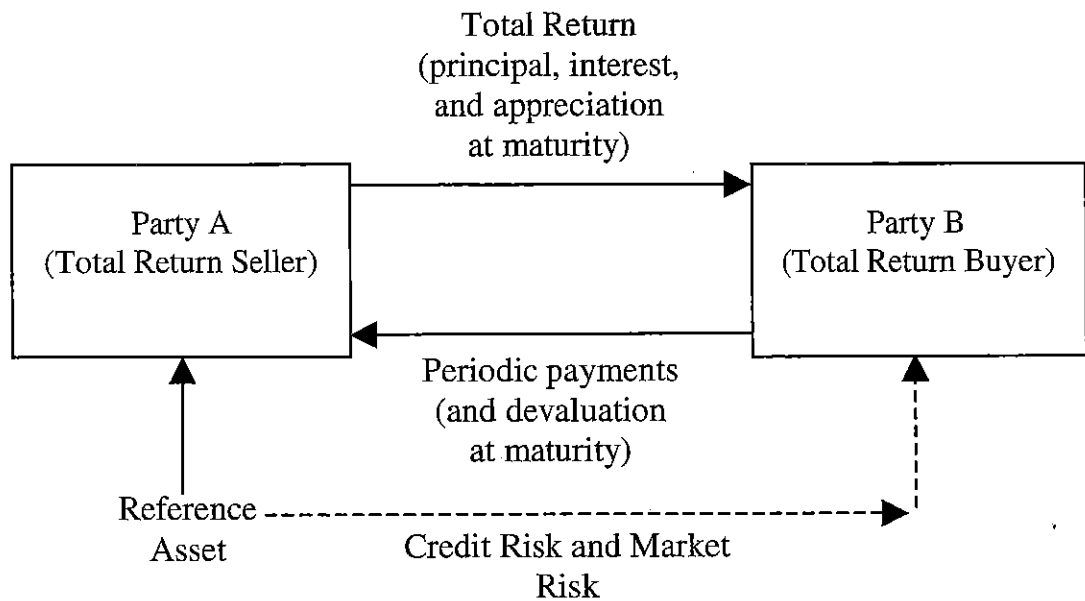 Total Return
(principal, interest,
and appreciation
at maturity)
Party A
(Total Return Seller)
Party B
(Total Return Buyer)
Periodic payments
(and devaluation
at maturity)
Reference
Asset
Credit Risk and Market
Risk